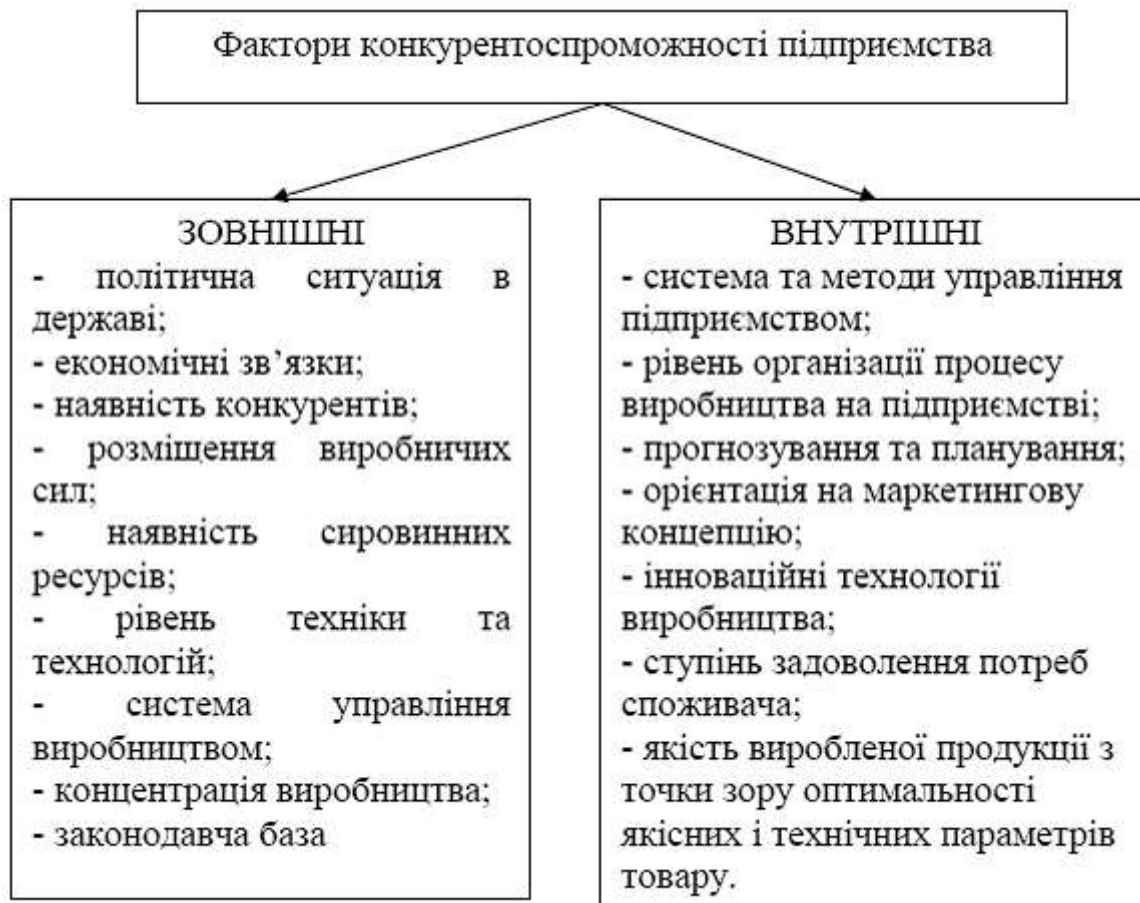 Фактори конкурентоспроможності підприємства
ЗОВНІШНІ
- політична ситуація в
державі;
- економічні зв’язки;
- наявність конкурентів;
- розміщення виробничих
сил;
- наявність сировинних
ресурсів;
- рівень техніки та
технологій;
- система управління
виробництвом;
- концентрація виробництва;
- законодавча база
ВНУТРІШНІ
- система та методи управління
підприємством;
- рівень організації процесу
виробництва на підприємстві;
- прогнозування та планування;
- орієнтація на маркетингову
концепцію;
- інноваційні технології
виробництва;
- ступінь задоволення потреб
споживача;
- якість виробленої продукції з
точки зору оптимальності
якісних і технічних параметрів
товару.